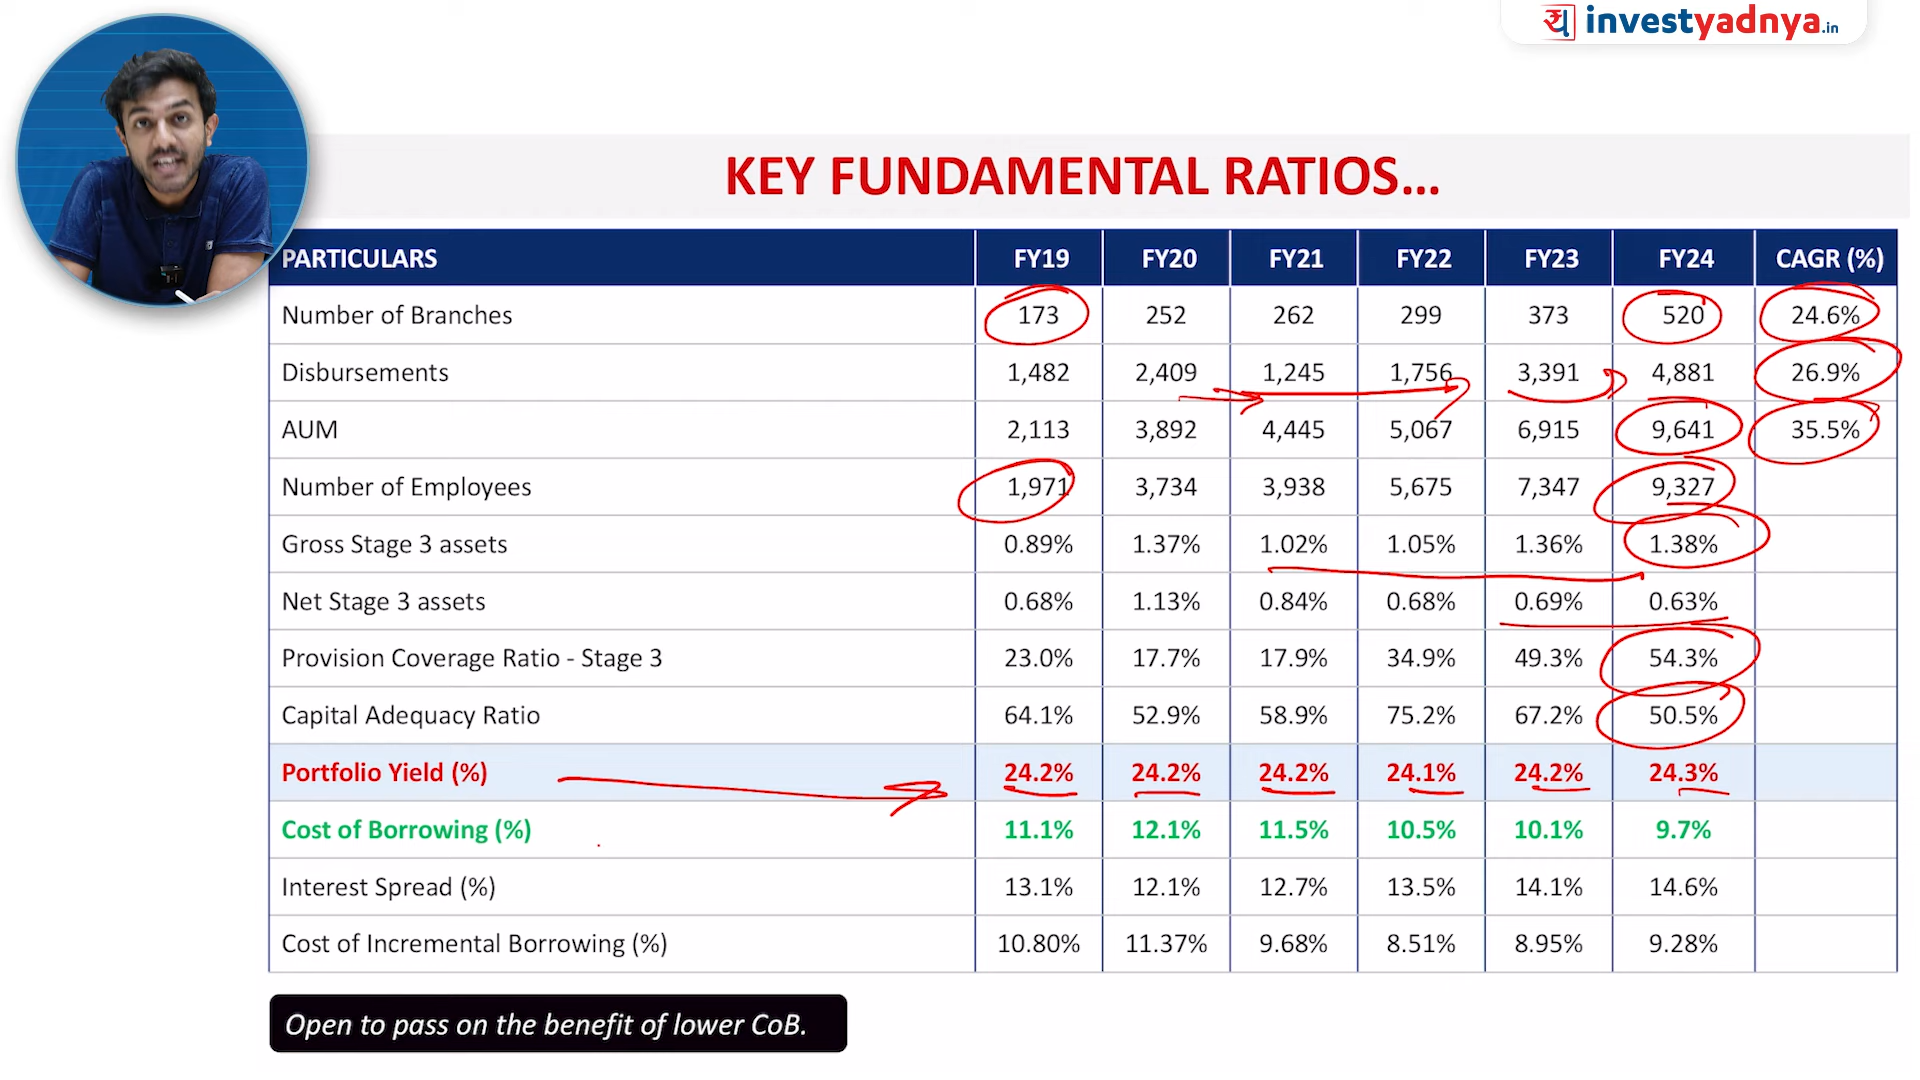 investyadnya.in
KEY FUNDAMENTAL RATIOS...
PARTICULARS FY19 FY20 FY21 FY22 FY23 FY24 CAGR (%)
Number of Branches 173 252 262 299 373 520 24.6%
Disbursements 1,482 2,409 1,245 1,756 3,391 4,881 26.9%
AUM 2,113 3,892 4,445 5,067 6,915 9,641 35.5%
Number of Employees 1,971 3,734 3,938 5,675 7,347 9,327
Gross Stage 3 assets 0.89% 1.37% 1.02% 1.05% 1.36% 1.38%
Net Stage 3 assets 0.68% 1.13% 0.84% 0.68% 0.69% 0.63%
Provision Coverage Ratio - Stage 3 23.0% 17.7% 17.9% 34.9% 49.3% 54.3%
Capital Adequacy Ratio 64.1% 52.9% 58.9% 75.2% 67.2% 50.5%
Portfolio Yield (%) 24.2% 24.2% 24.2% 24.1% 24.2% 24.3%
Cost of Borrowing (%) 11.1% 12.1% 11.5% 10.5% 10.1% 9.7%
Interest Spread (%) 13.1% 12.1% 12.7% 13.5% 14.1% 14.6%
Cost of Incremental Borrowing (%) 10.80% 11.37% 9.68% 8.51% 8.95% 9.28%
Open to pass on the benefit of lower CoB.